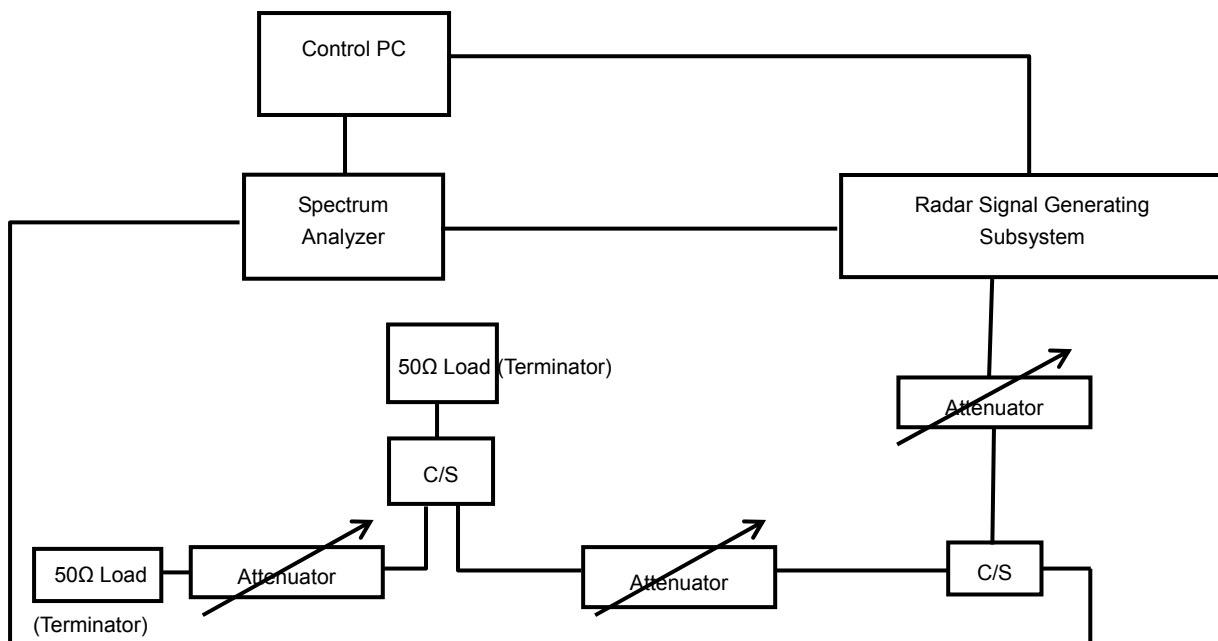 Control PC
Spectrum
Analyzer
Radar Signal Generating
Subsystem
50Ω Load (Terminator)
Attenuator
C/S
50Ω Load
Attenuator
Attenuator
C/S
(Terminator)